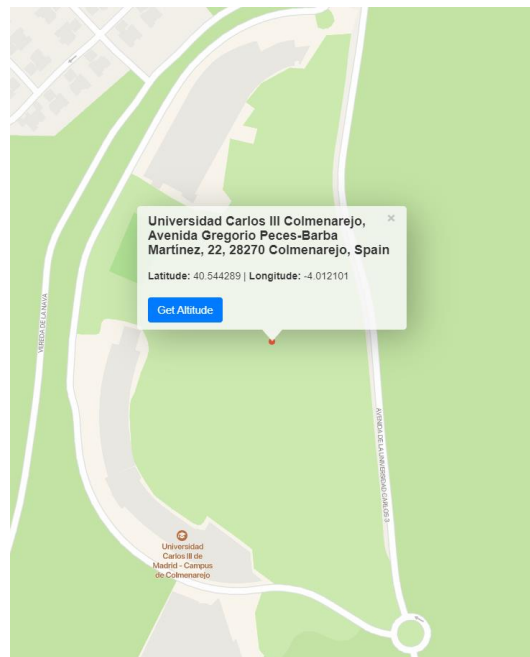 Universidad Carlos III Colmenarejo, ×
Avenida Gregorio Peces-Barba
Martínez, 22, 28270 Colmenarejo, Spain
Latitude: 40.544289 | Longitude: -4.012101
Get Altitude
VEREDA DE LA NAVA
AVENIDA DE LA UNIVERSIDAD CARLOS 3
Universidad
Carlos III de
Madrid - Campus
de Colmenarejo